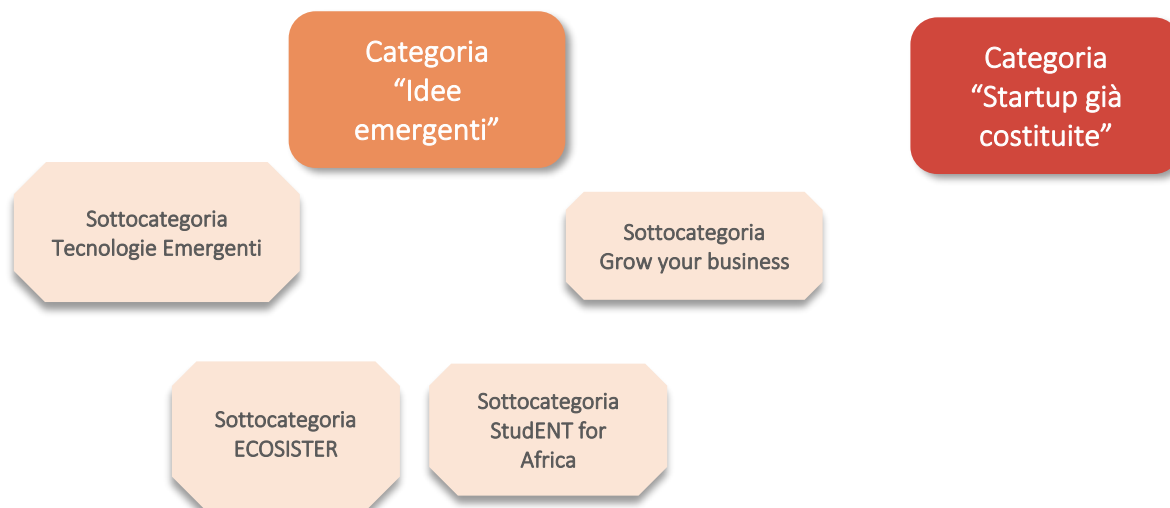 Categoria
“Idee
emergenti”
Categoria
“Startup già
costituite”
Sottocategoria
Tecnologie Emergenti
Sottocategoria
Grow your business
Sottocategoria
ECOSISTER
Sottocategoria
StudENT for
Africa